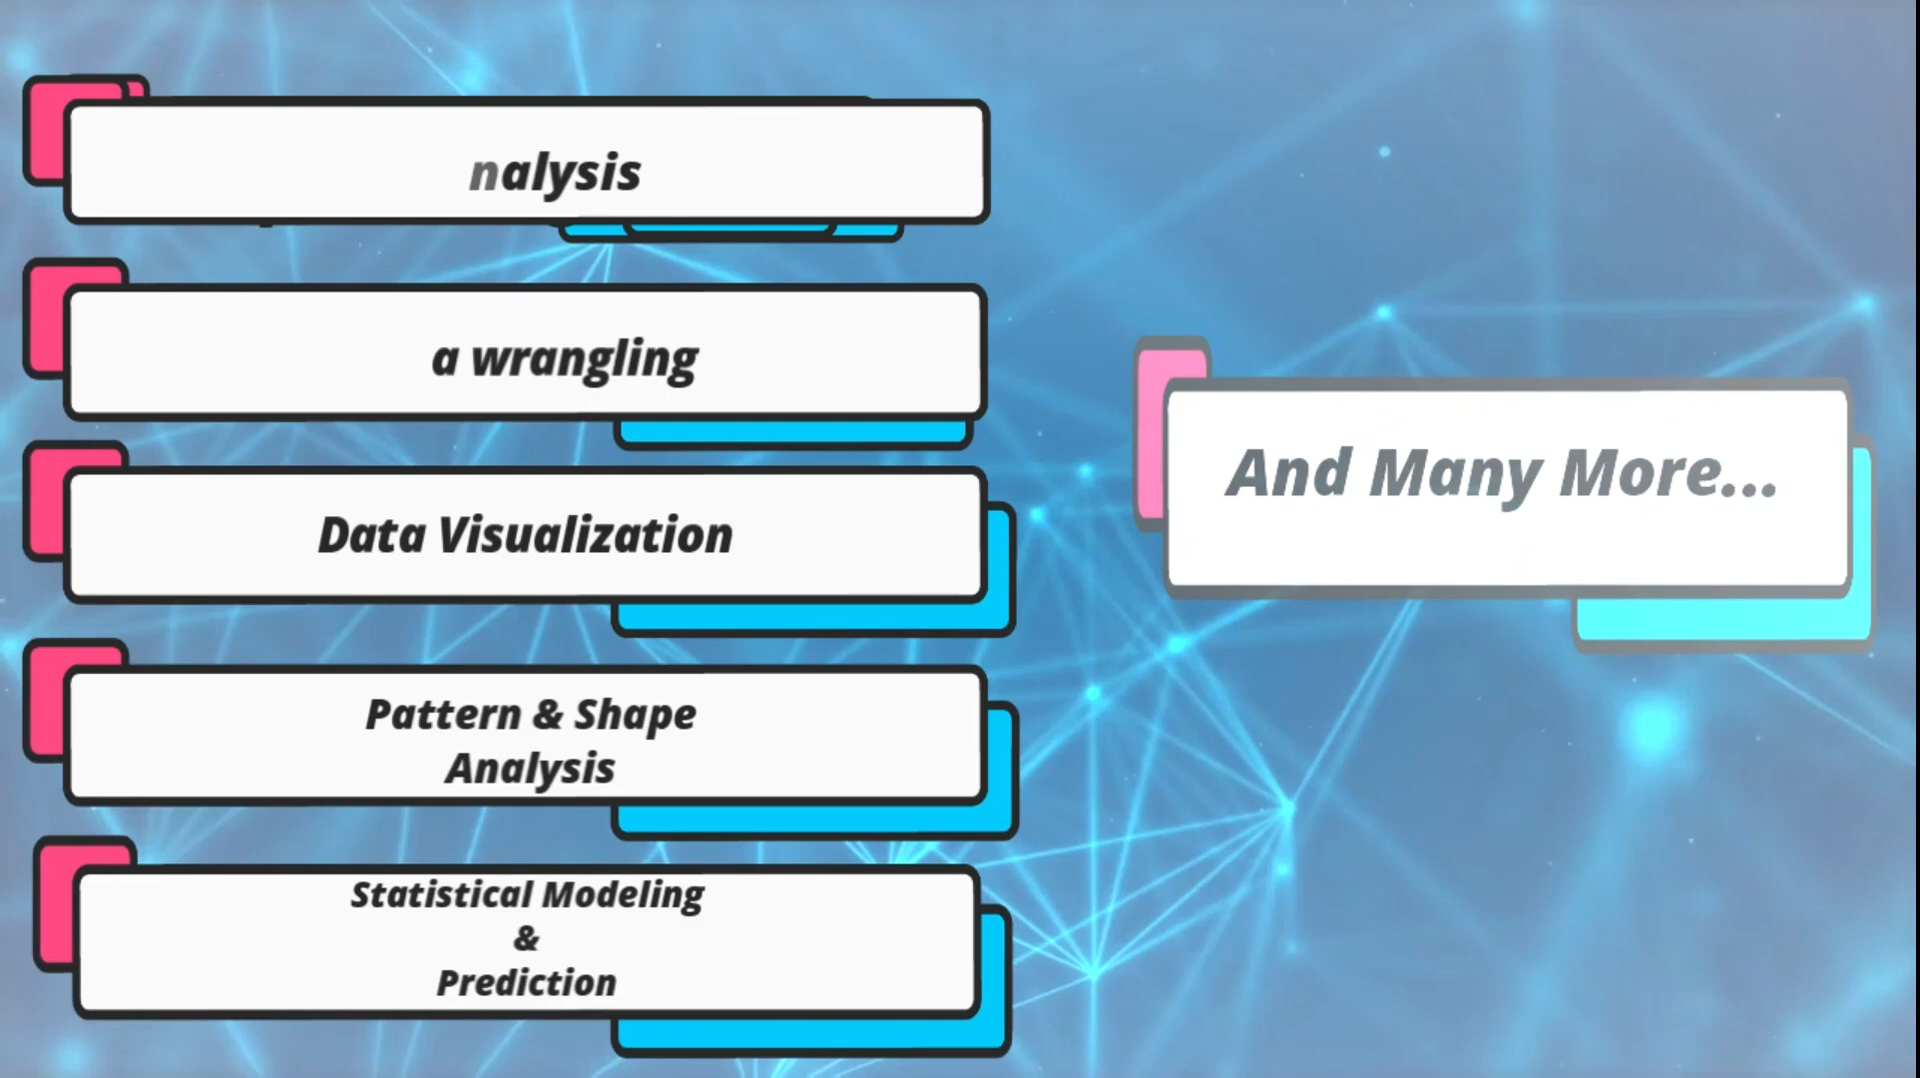 nalysis
a wrangling
Data Visualization
Pattern & Shape
Analysis
Statistical Modeling
&
Prediction
And Many More...